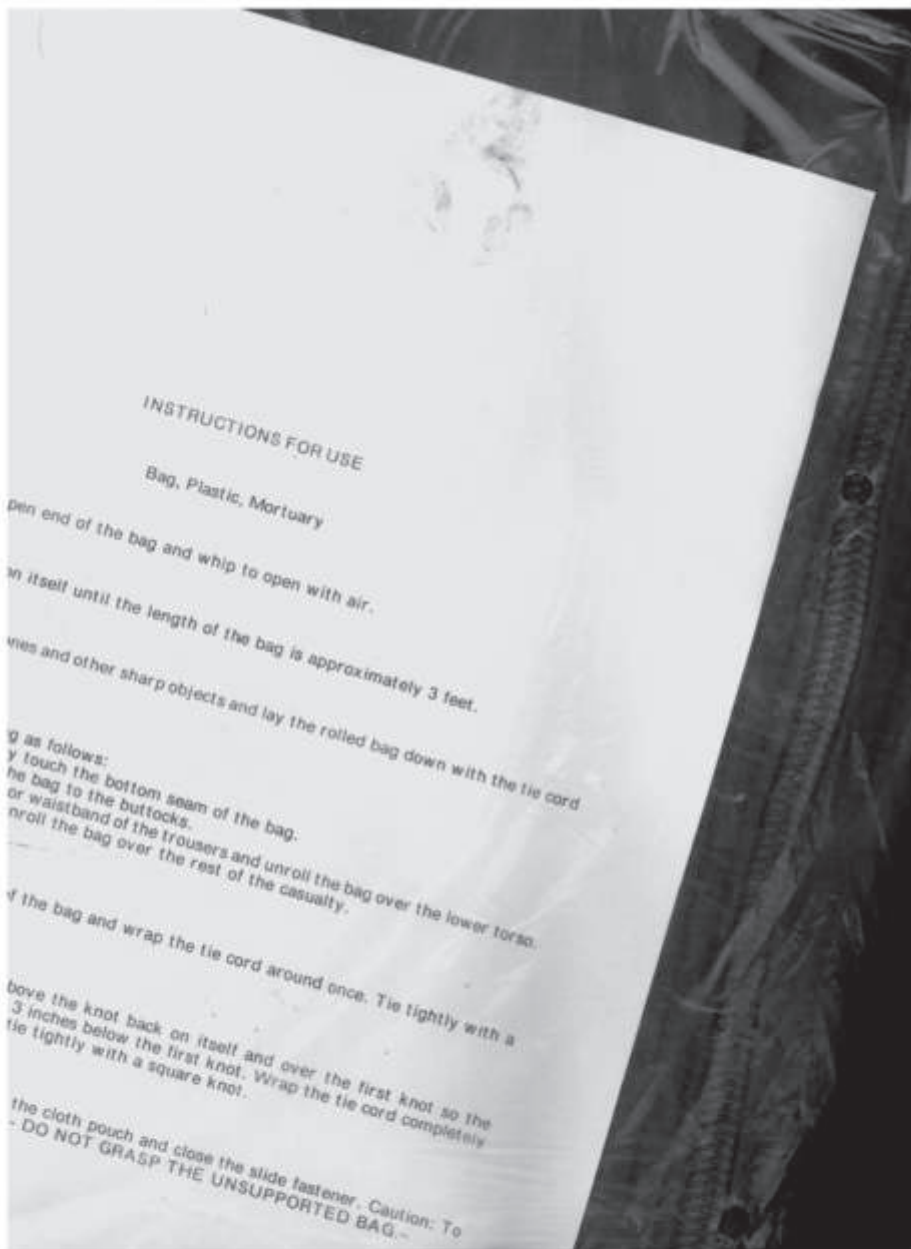 INSTRUCTIONS FOR USE
Bag, Plastic, Mortuary
pen end of the bag and whip to open with air.
on itself until the length of the bag is approximately 3 feet.
nes and other sharp objects and lay the rolled bag down with the tie cord
g as follows:
y touch the bottom seam of the bag.
he bag to the buttocks.
or waistband of the trousers and unroll the bag over the lower torso.
nroll the bag over the rest of the casualty.
of the bag and wrap the tie cord around once. Tie tightly with a
bove the knot back on itself and over the first knot so the
3 inches below the first knot. Wrap the tie cord completely
tie tightly with a square knot.
the cloth pouch and close the slide fastener. Caution: To
- DO NOT GRASP THE UNSUPPORTED BAG.-